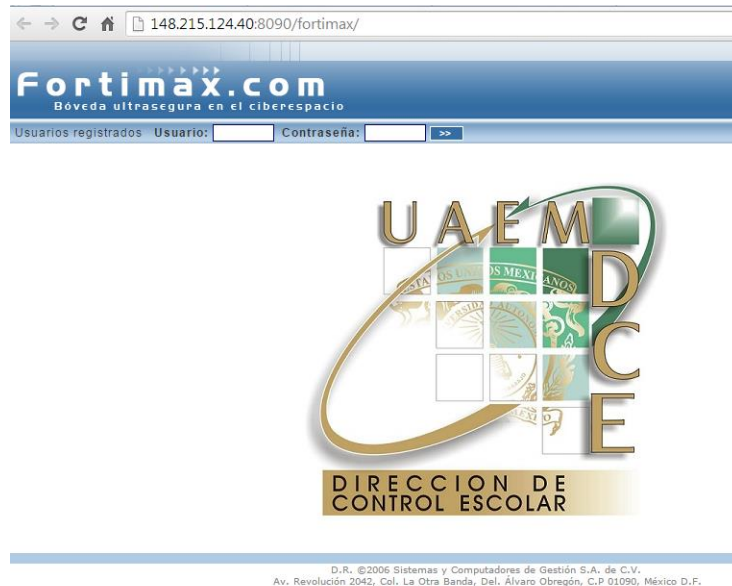 148.215.124.40:8090/fortimax/
Fortimax.com
Bóveda ultrasegura en el ciberespacio
Usuarios registrados Usuario: Contraseña: >>
UAEM
DCE
DIRECCION DE
CONTROL ESCOLAR
D.R. ©2006 Sistemas y Computadores de Gestión S.A. de C.V.
Av. Revolución 2042, Col. La Otra Banda, Del. Álvaro Obregón, C.P 01090, México D.F.